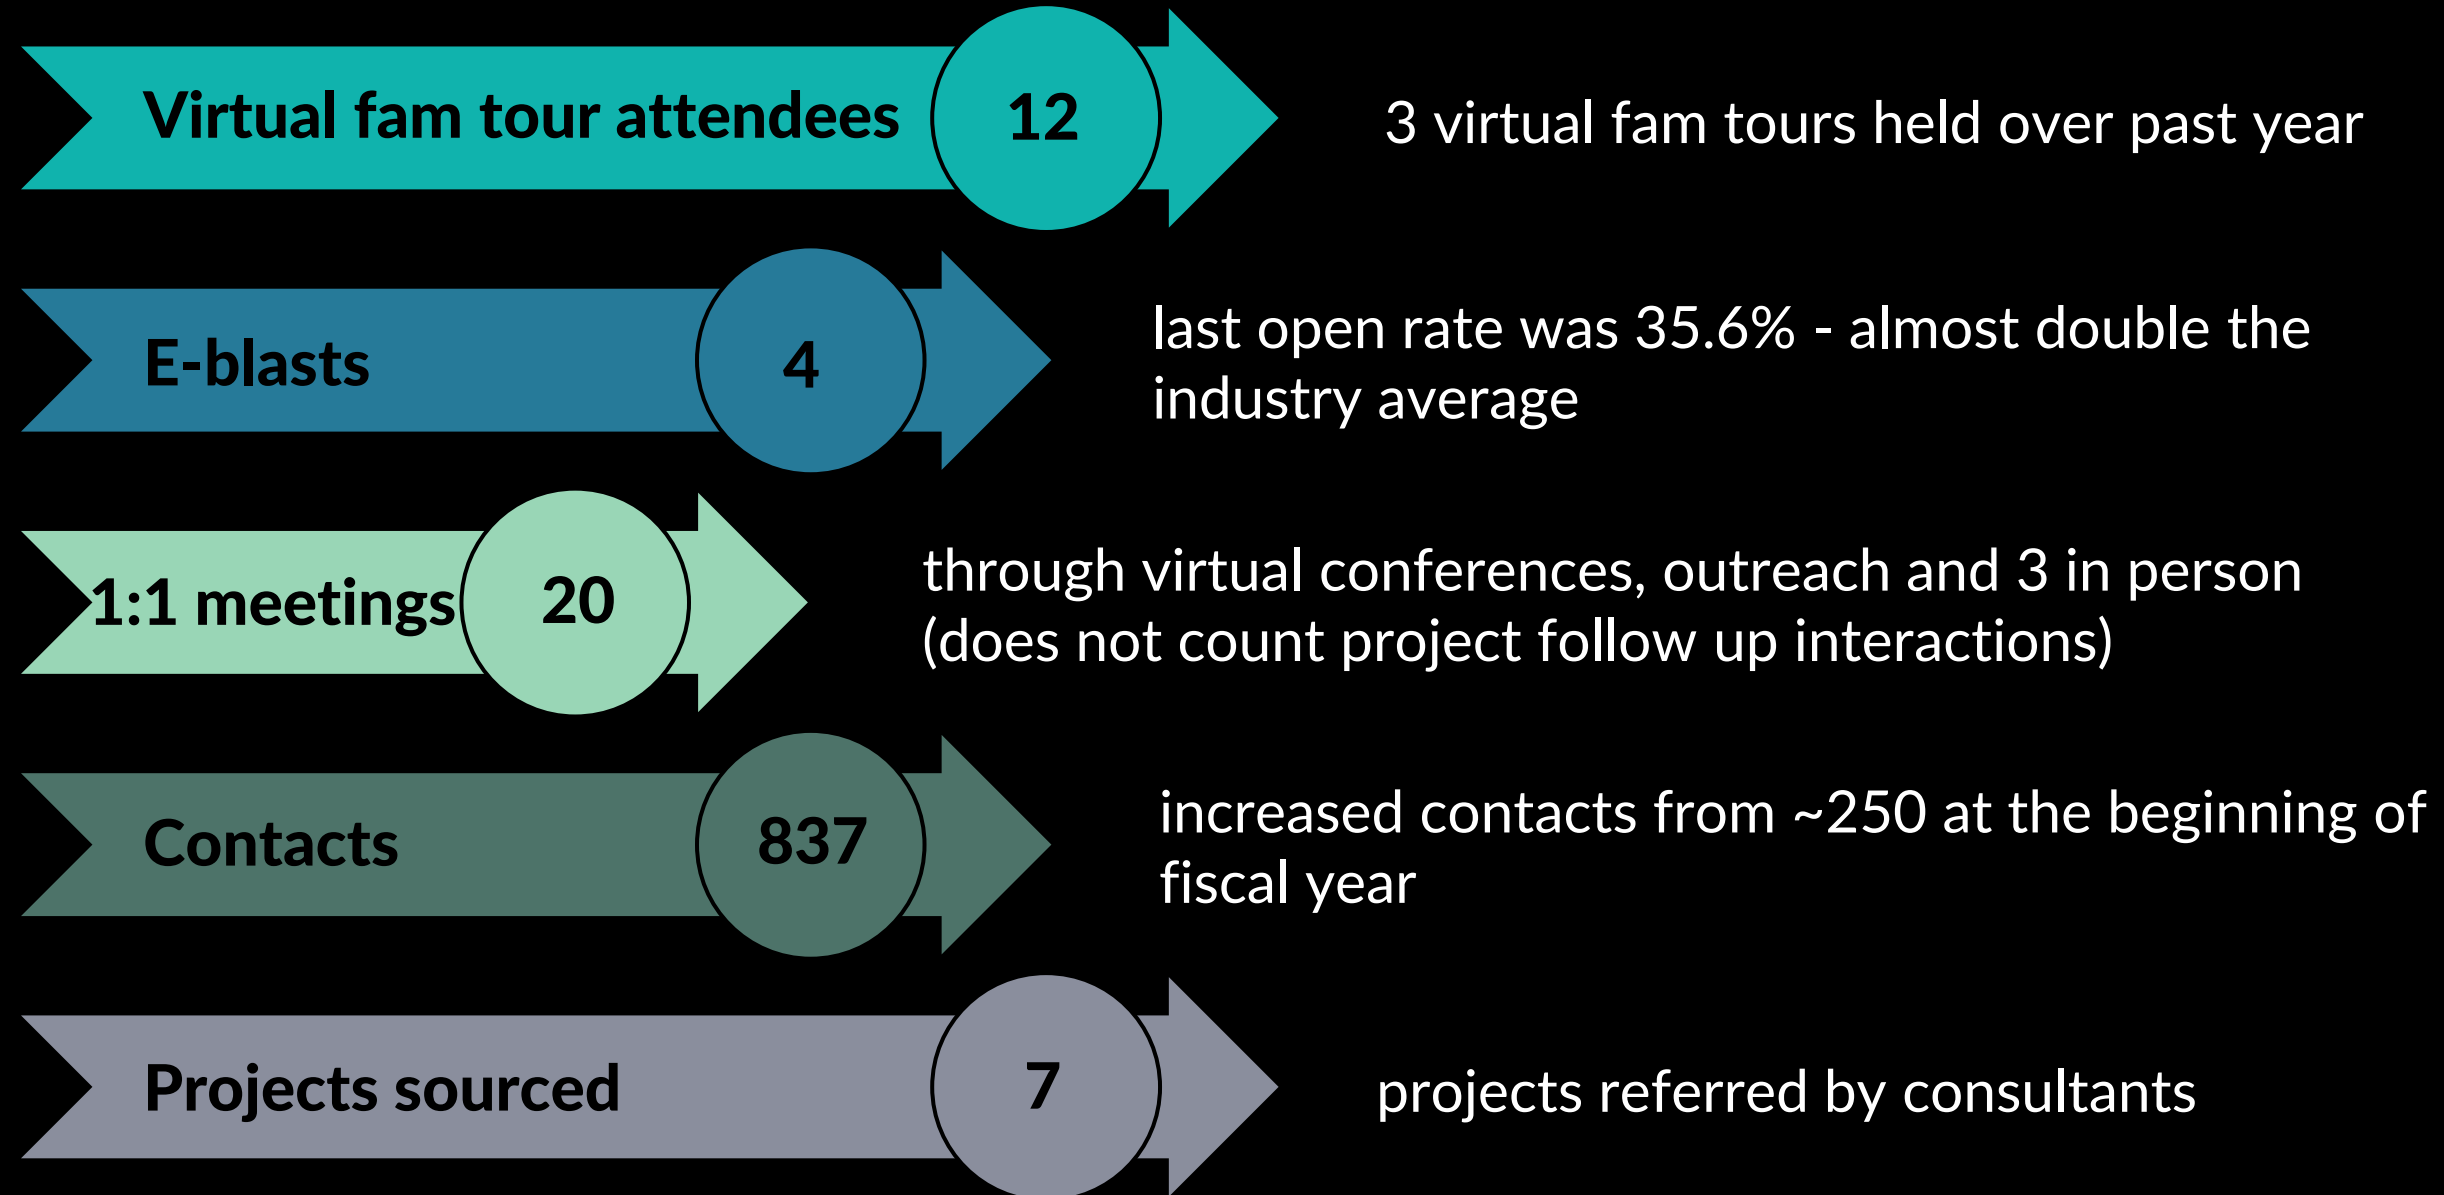 Virtual fam tour attendees
12
3 virtual fam tours held over past year
E-blasts
4
last open rate was 35.6% - almost double the
industry average
1:1 meetings
20
through virtual conferences, outreach and 3 in person
(does not count project follow up interactions)
Contacts
837
increased contacts from ~250 at the beginning of
fiscal year
Projects sourced
7
projects referred by consultants